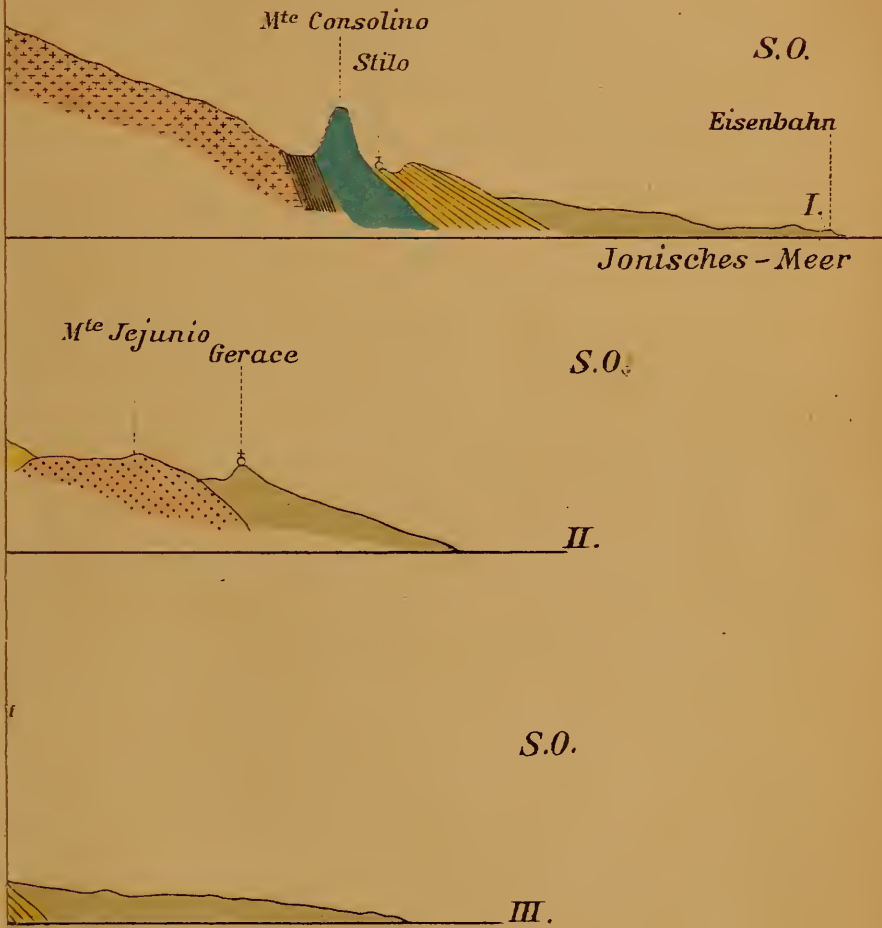 Mte Consolino
Stilo
S.O.
Eisenbahn
I.
Jonisches-Meer
Mte Jejunio
Gerace
S.O.
II.
S.O.
III.